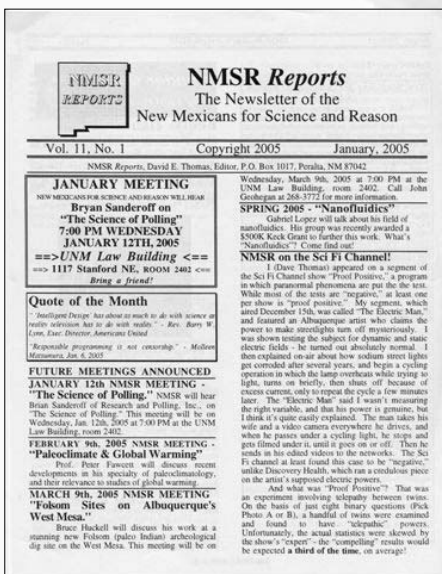 NMSR
REPORTS
NMSR Reports
The Newsletter of the
New Mexicans for Science and Reason
Vol. 11, No. 1 Copyright 2005 January, 2005
NMSR Reports, David E. Thomas, Editor, P.O. Box 1017, Peralta, NM 87042
JANUARY MEETING
NEW MEXICANS FOR SCIENCE AND REASON WILL HEAR
Bryan Sanderoff on
"The Science of Polling"
7:00 PM WEDNESDAY
JANUARY 12TH, 2005
==>UNM Law Building <==
==> 1117 Stanford NE, ROOM 2402 <==
Bring a friend!
Quote of the Month
"'Intelligent Design' has about as much to do with science as
reality television has to do with reality." - Rev. Barry W.
Lynn, Exec. Director, Americans United
"Responsible programming is not censorship." - Molleen
Matsumura, Jan. 6, 2005
FUTURE MEETINGS ANNOUNCED
JANUARY 12th NMSR MEETING -
"The Science of Polling." NMSR will hear
Brian Sanderoff of Research and Polling, Inc., on
"The Science of Polling." This meeting will be on
Wednesday, Jan. 12th, 2005 at 7:00 PM at the UNM
Law Building, room 2402.
FEBRUARY 9th, 2005 NMSR MEETING -
"Paleoclimate & Global Warming"
Prof. Peter Fawcett will discuss recent
developments in his specialty of paleoclimatology,
and their relevance to studies of global warming.
MARCH 9th, 2005 NMSR MEETING
"Folsom Sites on Albuquerque's
West Mesa."
Bruce Huckell will discuss his work at a
stunning new Folsom (paleo Indian) archeological
dig site on the West Mesa. This meeting will be on
Wednesday, March 9th, 2005 at 7:00 PM at the
UNM Law Building, room 2402. Call John
Geohegan at 268-3772 for more information.
SPRING 2005 - "Nanofluidics"
Gabriel Lopez will talk about his field of
nanofluidics. His group was recently awarded a
$500K Keck Grant to further this work. What's
"Nanofluidics"? Come find out!
NMSR on the Sci Fi Channel!
I (Dave Thomas) appeared on a segment of
the Sci Fi Channel show "Proof Positive," a program
in which paranormal phenomena are put the the test.
While most of the tests are "negative," at least one
per show is "proof positive." My segment, which
aired December 15th, was called "The Electric Man,"
and featured an Albuquerque artist who claims the
power to make streetlights turn off mysteriously. I
was shown testing the subject for dynamic and static
electric fields - he turned out absolutely normal. I
then explained on-air about how sodium street lights
get corroded after several years, and begin a cycling
operation in which the lamp overheats while trying to
light, turns on briefly, then shuts off because of
excess current, only to repeat the cycle a few minutes
later. The "Electric Man" said I wasn't measuring
the right variable, and that his power is genuine, but
I think it's quite easily explained. The man takes his
wife and a video camera everywhere he drives, and
when he passes under a cycling light, he stops and
gets filmed under it, until it goes on or off. Then he
sends in his edited videos to the networks. The Sci
Fi channel at least found this case to be "negative,"
unlike Discovery Health, which ran a credulous piece
on the artist's supposed electric powers.
And what was "Proof Positive"? That was
an experiment involving telepathy between twins.
On the basis of just eight binary questions (Pick
Photo A or B), a handful of twins were examined
and found to have "telepathic" powers.
Unfortunately, the actual statistics were skewed by
the show's "expert" - the "compelling" results would
be expected a third of the time, on average!